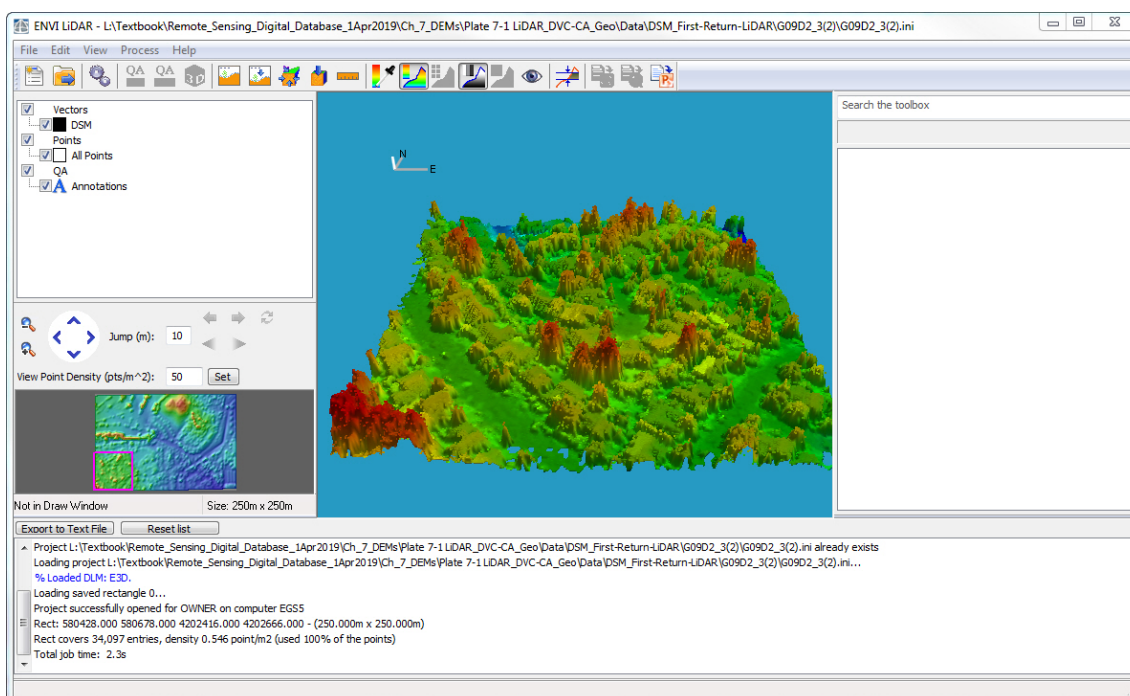 ENVI LiDAR - L:\Textbook\Remote_Sensing_Digital_Database_1Apr2019\Ch_7_DEMs\Plate 7-1 LiDAR_DVC-CA_Geo\Data\DSM_First-Return-LiDAR\G09D2_3(2)\G09D2_3(2).ini
File Edit View Process Help
QA QA 3D
Search the toolbox
Vectors
DSM
Points
All Points
QA
A Annotations
N
E
Jump (m): 10
View Point Density (pts/m^2): 50 Set
Not in Draw Window Size: 250m x 250m
Export to Text File Reset list
Project L:\Textbook\Remote_Sensing_Digital_Database_1Apr2019\Ch_7_DEMs\Plate 7-1 LiDAR_DVC-CA_Geo\Data\DSM_First-Return-LiDAR\G09D2_3(2)\G09D2_3(2).ini already exists
Loading project L:\Textbook\Remote_Sensing_Digital_Database_1Apr2019\Ch_7_DEMs\Plate 7-1 LiDAR_DVC-CA_Geo\Data\DSM_First-Return-LiDAR\G09D2_3(2)\G09D2_3(2).ini...
% Loaded DLM: E3D.
Loading saved rectangle 0...
Project successfully opened for OWNER on computer EGS5
Rect: 580428.000 580678.000 4202416.000 4202666.000 - (250.000m x 250.000m)
Rect covers 34,097 entries, density 0.546 point/m2 (used 100% of the points)
Total job time: 2.3s